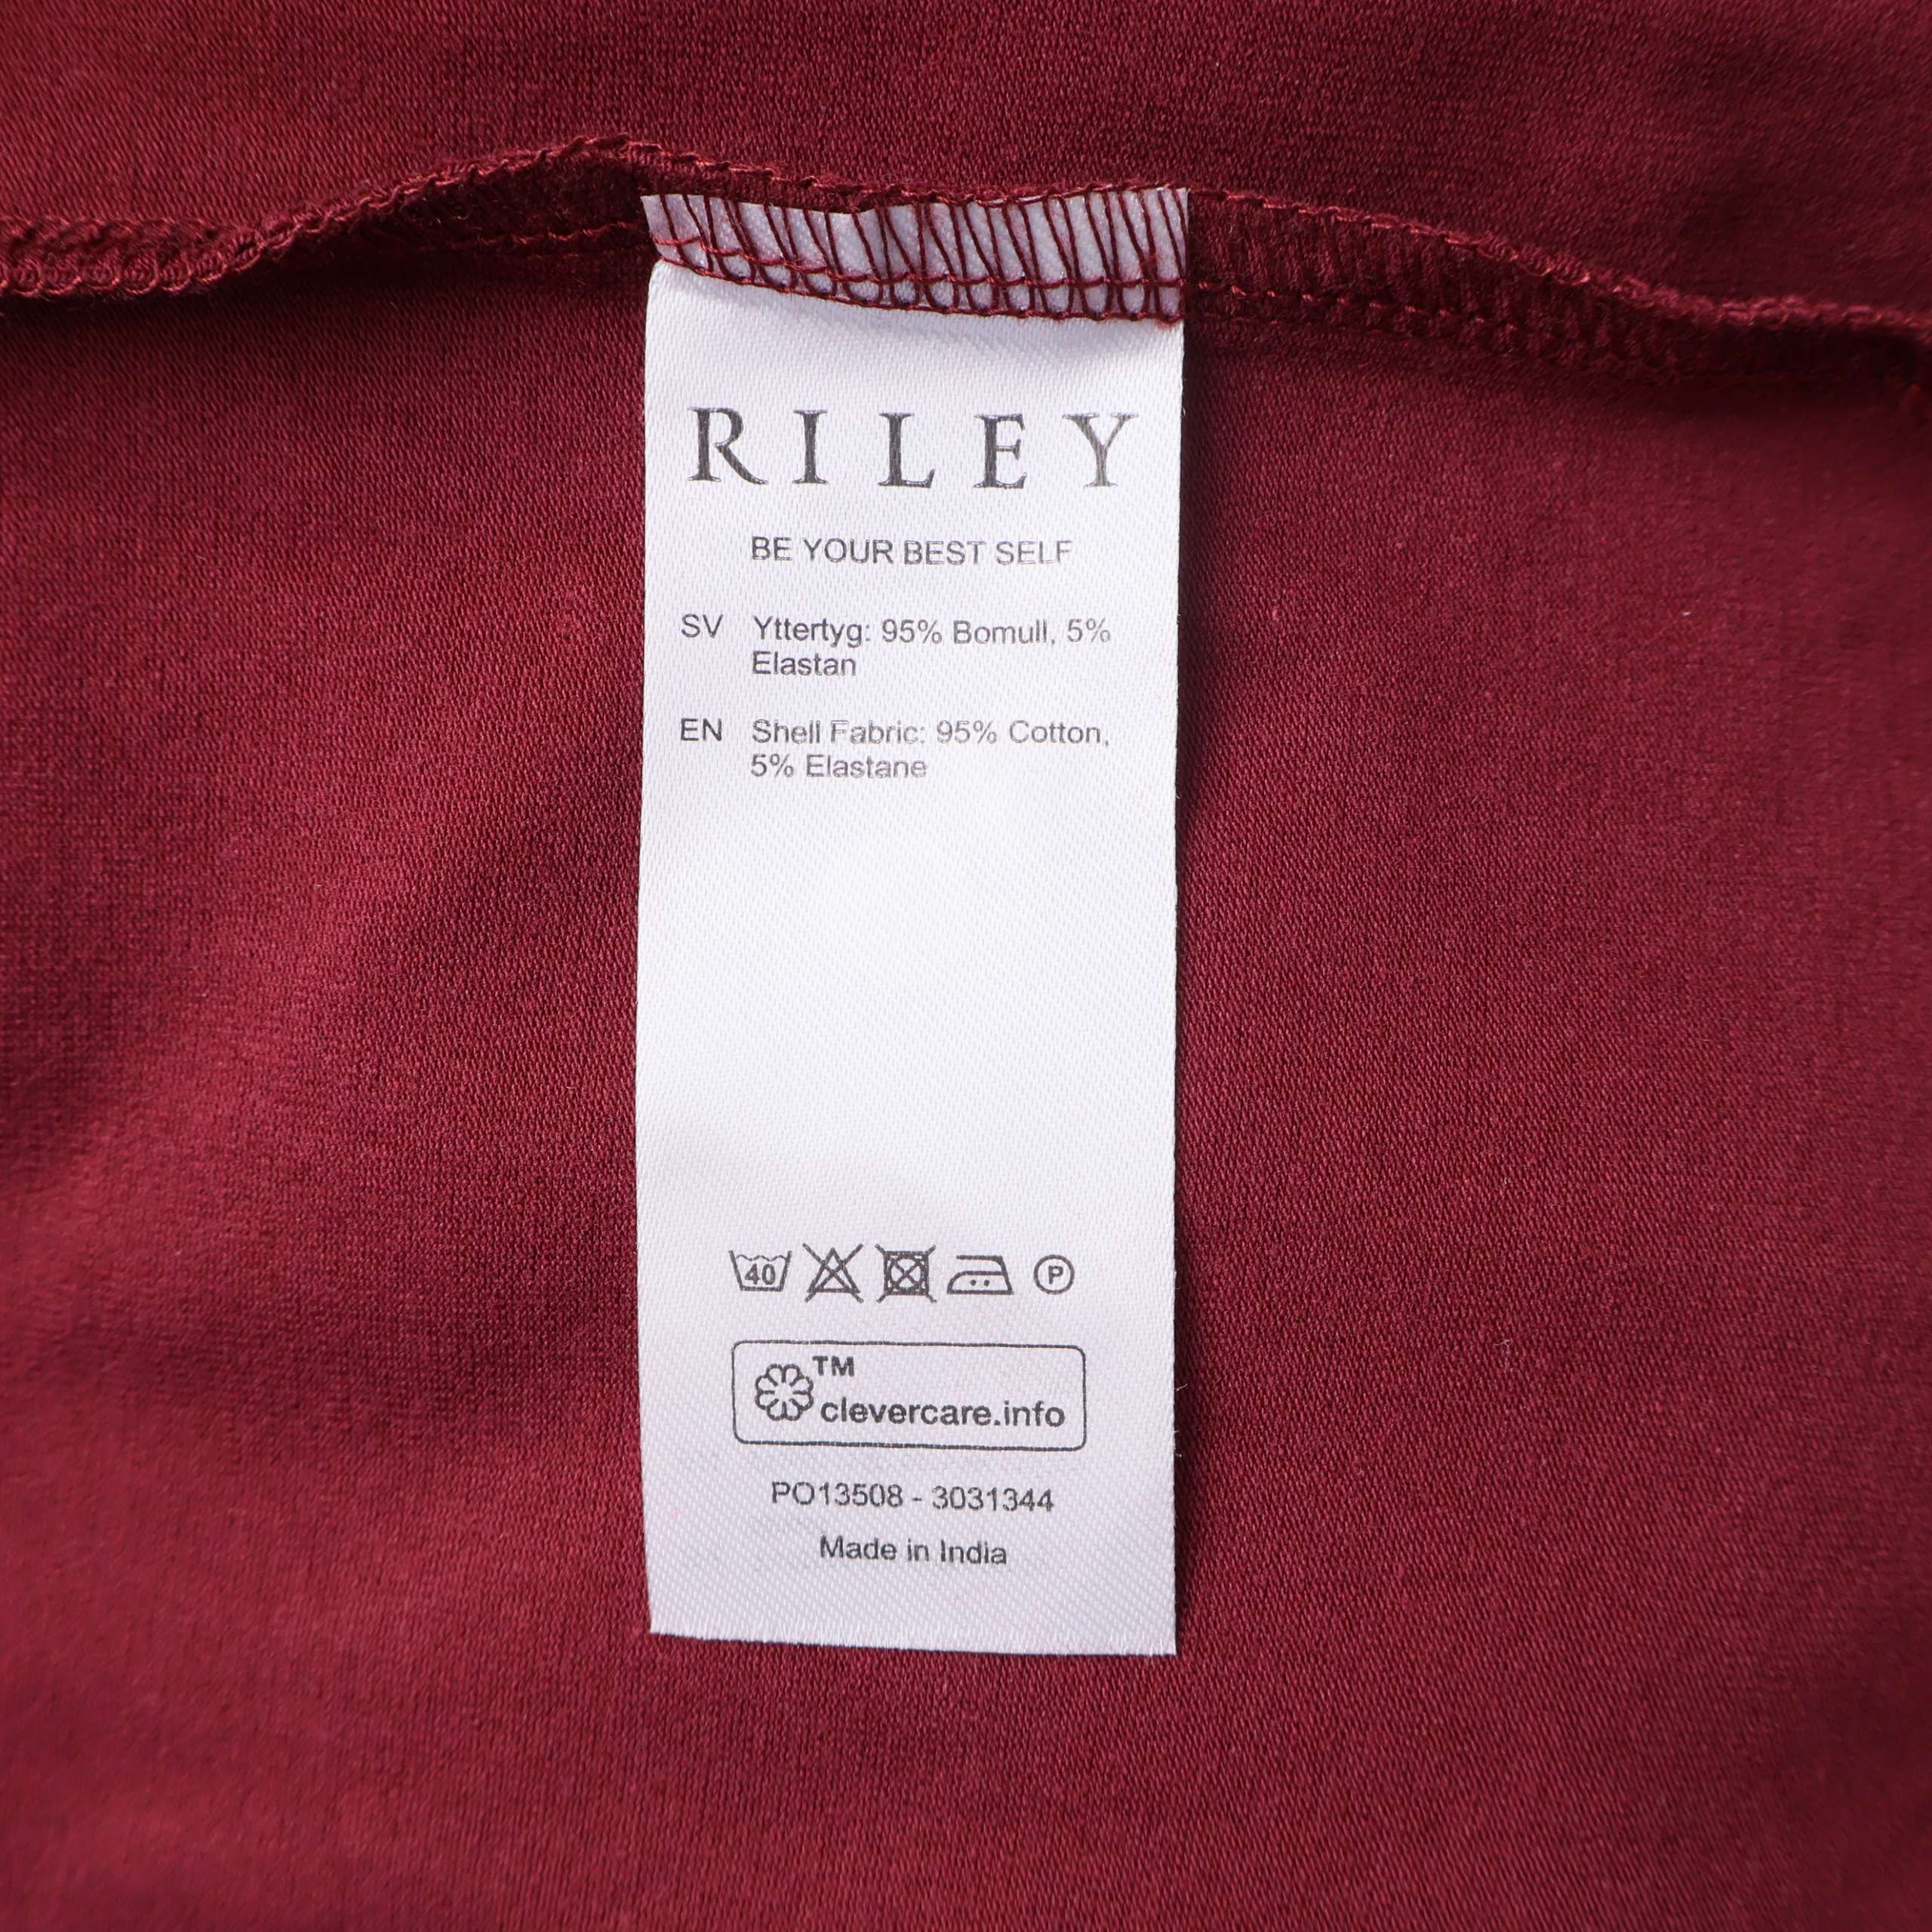 RILEY
BE YOUR BEST SELF
SV Yttertyg: 95% Bomull, 5%
Elastan
EN Shell Fabric: 95% Cotton,
5% Elastane
40 P
TM
clevercare.info
PO13508 - 3031344
Made in India